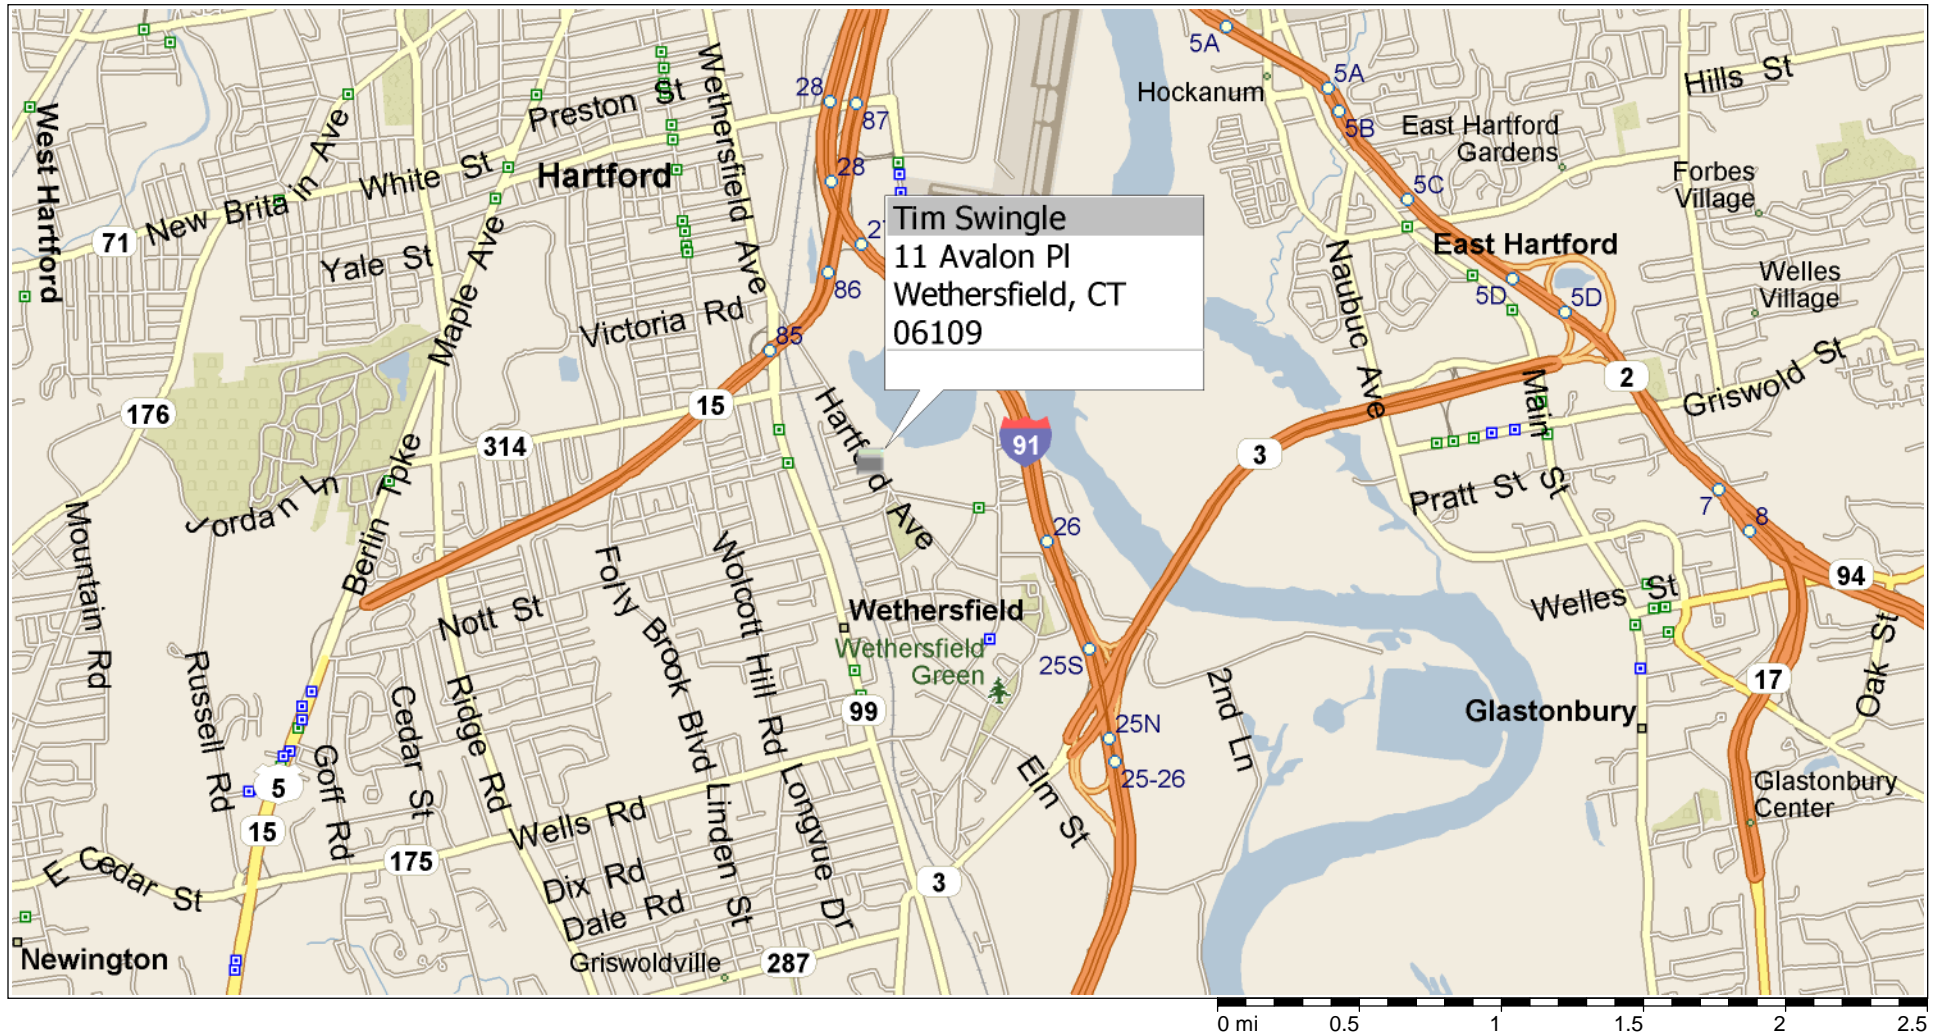 5A
Hockanum
5A
Hills St
West Hartford
New Britain Ave
Preston St
Wethersfield Ave
28
87
5B
East Hartford
Gardens
White St
Hartford
28
5C
Forbes
Village
71
Yale St
Maple Ave
86
Tim Swingle
11 Avalon Pl
Wethersfield, CT
06109
Naubuc Ave
East Hartford
5D
5D
Welles
Village
Victoria Rd
85
176
15
314
Hartford Ave
91
3
Main St
2
Griswold St
Jordan Ln
Berlin Tpke
Pratt St
7
8
26
Mountain Rd
Nott St
Folly Brook Blvd
Wolcott Hill Rd
Wethersfield
Wethersfield
Green
Welles St
94
25S
Russell Rd
Cedar St
Ridge Rd
99
2nd Ln
Glastonbury
17
Oak St
25N
25-26
5
15
Goff Rd
Wells Rd
Linden St
Longvue Dr
Elm St
Glastonbury
Center
E Cedar St
175
Dix Rd
Dale Rd
3
Newington
Griswoldville
287
0 mi 0.5 1 1.5 2 2.5